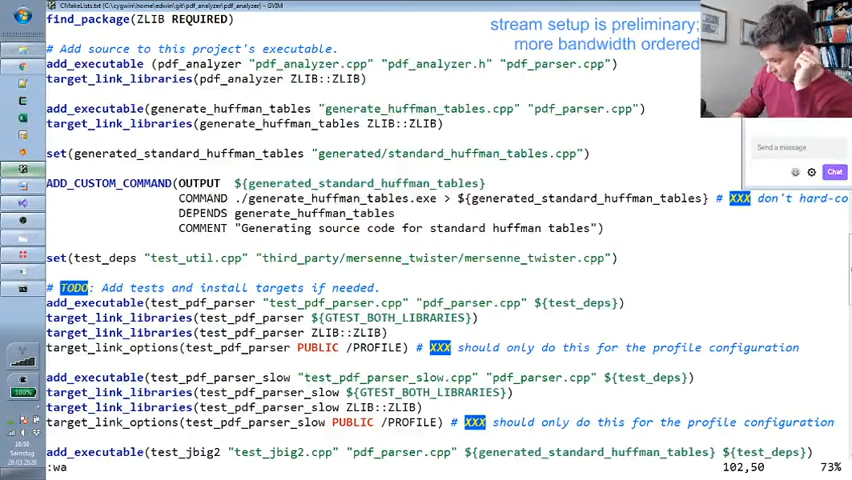 CMakeLists.txt (C:\cygwin\home\edwin\git\pdf_analyzer\pdf_analyzer) - GVIM
find_package(ZLIB REQUIRED)
stream setup is preliminary;
more bandwidth ordered
# Add source to this project's executable.
add_executable (pdf_analyzer "pdf_analyzer.cpp" "pdf_analyzer.h" "pdf_parser.cpp")
target_link_libraries(pdf_analyzer ZLIB::ZLIB)
add_executable(generate_huffman_tables "generate_huffman_tables.cpp" "pdf_parser.cpp")
target_link_libraries(generate_huffman_tables ZLIB::ZLIB)
Send a message
Chat
set(generated_standard_huffman_tables "generated/standard_huffman_tables.cpp")
ADD_CUSTOM_COMMAND(OUTPUT ${generated_standard_huffman_tables}
COMMAND ./generate_huffman_tables.exe > ${generated_standard_huffman_tables} # XXX don't hard-co
DEPENDS generate_huffman_tables
COMMENT "Generating source code for standard huffman tables")
set(test_deps "test_util.cpp" "third_party/mersenne_twister/mersenne_twister.cpp")
# TODO: Add tests and install targets if needed.
add_executable(test_pdf_parser "test_pdf_parser.cpp" "pdf_parser.cpp" ${test_deps})
target_link_libraries(test_pdf_parser ${GTEST_BOTH_LIBRARIES})
target_link_libraries(test_pdf_parser ZLIB::ZLIB)
target_link_options(test_pdf_parser PUBLIC /PROFILE) # XXX should only do this for the profile configuration
add_executable(test_pdf_parser_slow "test_pdf_parser_slow.cpp" "pdf_parser.cpp" ${test_deps})
target_link_libraries(test_pdf_parser_slow ${GTEST_BOTH_LIBRARIES})
target_link_libraries(test_pdf_parser_slow ZLIB::ZLIB)
target_link_options(test_pdf_parser_slow PUBLIC /PROFILE) # XXX should only do this for the profile configuration
add_executable(test_jbig2 "test_jbig2.cpp" "pdf_parser.cpp" ${generated_standard_huffman_tables} ${test_deps})
:wa
102,50
73%
100%
Samstag
28.03.2020